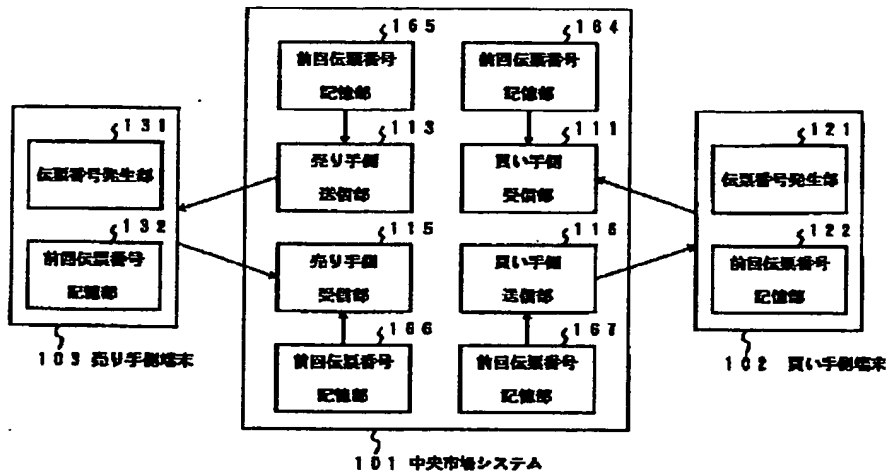 165
前回伝票番号
記憶部
164
前回伝票番号
記憶部
131
伝票番号発生部
132
前回伝票番号
記憶部
103 売り手側端末
113
売り手側
送信部
111
買い手側
受信部
115
売り手側
受信部
116
買い手側
送信部
166
前回伝票番号
記憶部
167
前回伝票番号
記憶部
121
伝票番号発生部
122
前回伝票番号
記憶部
102 買い手側端末
101 中央市場システム